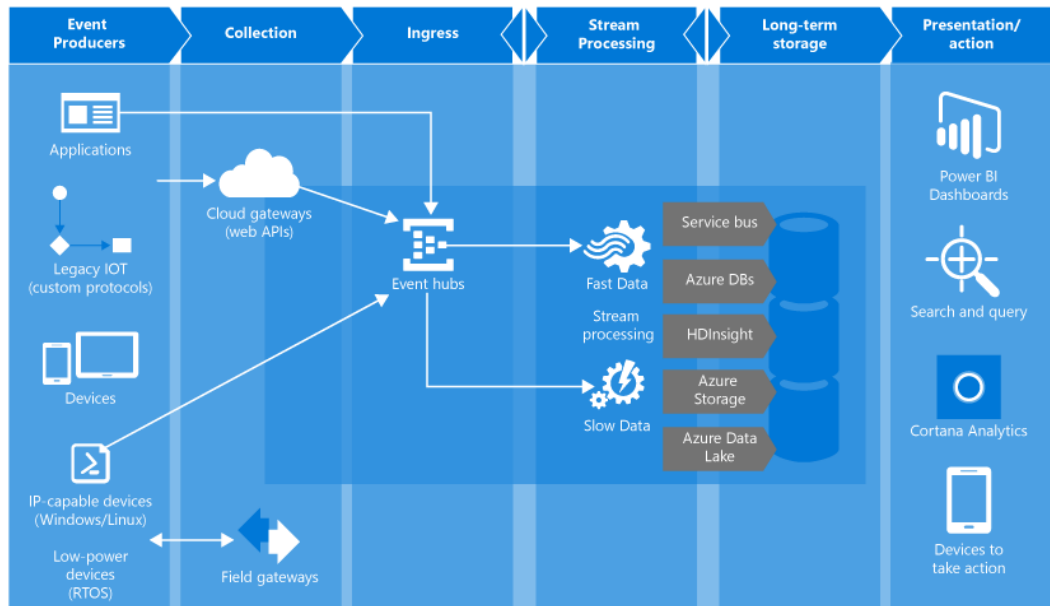 Event
Producers
Collection
Ingress
Stream
Processing
Long-term
storage
Presentation/
action
Applications
Cloud gateways
(web APIs)
Legacy IOT
(custom protocols)
Devices
IP-capable devices
(Windows/Linux)
Low-power
devices
(RTOS)
Field gateways
Event hubs
Fast Data
Stream
processing
Slow Data
Service bus
Azure DBs
HDInsight
Azure
Storage
Azure Data
Lake
Power BI
Dashboards
Search and query
Cortana Analytics
Devices to
take action